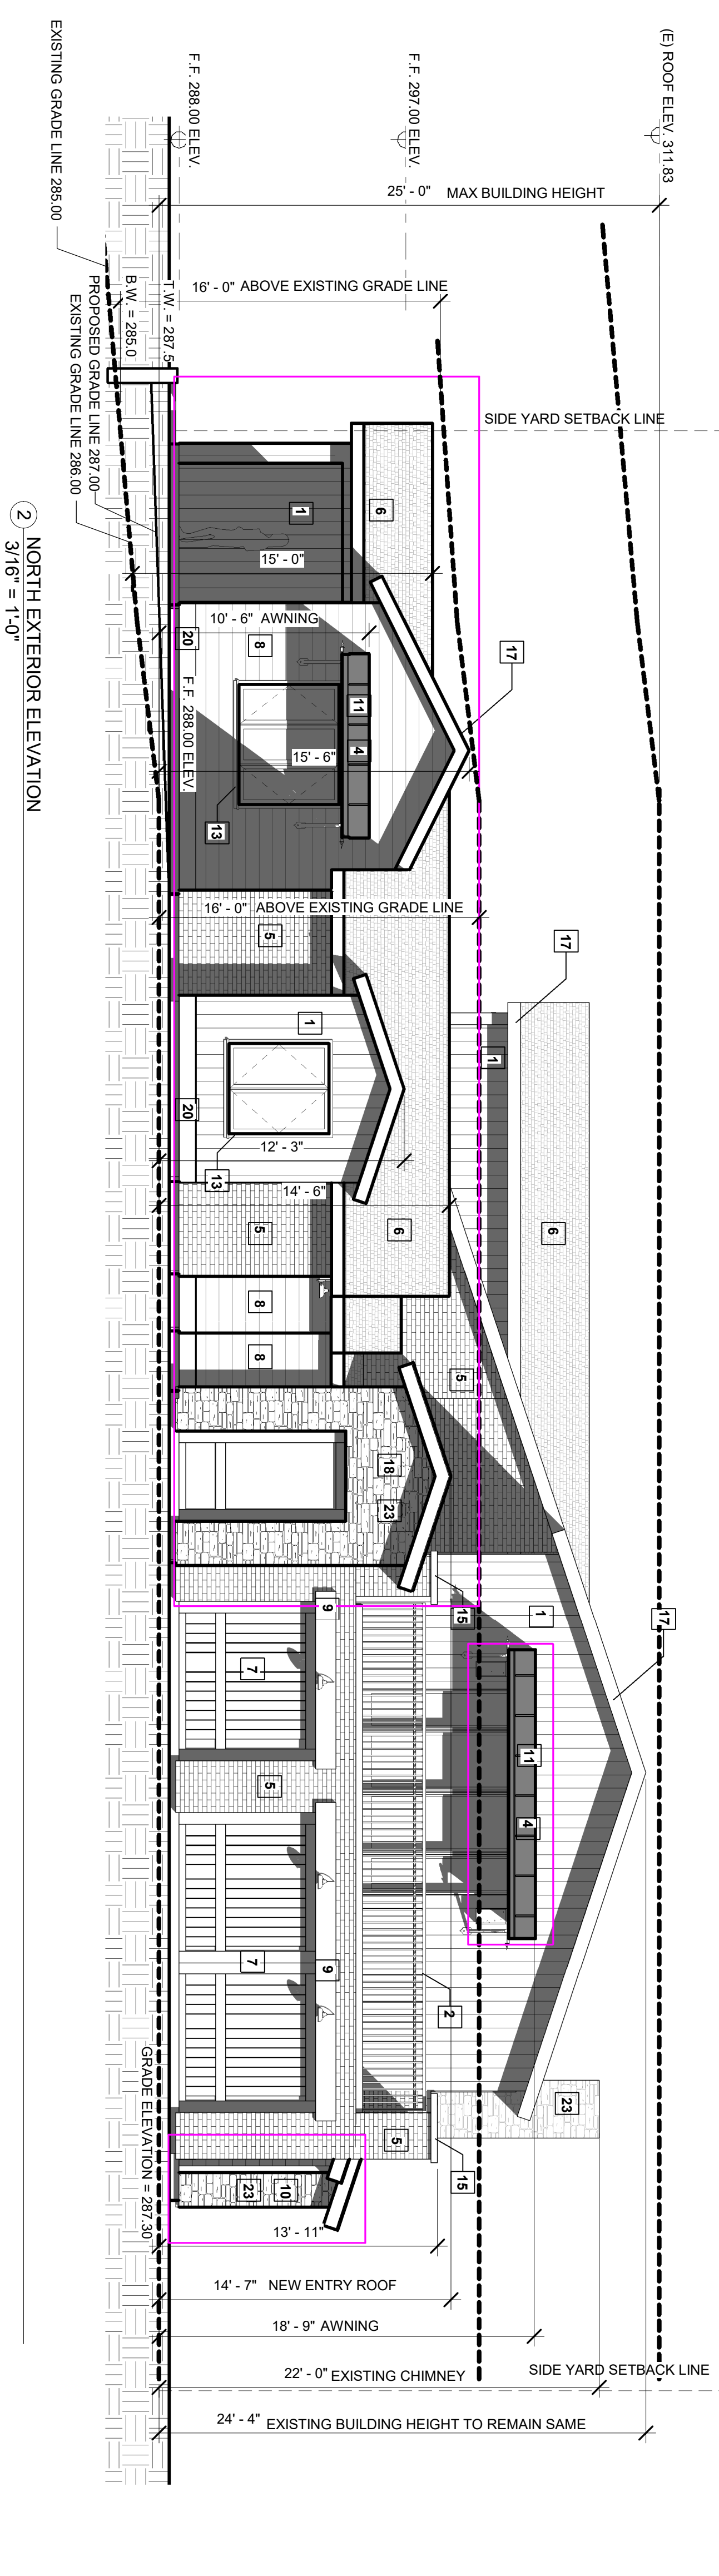 (E) ROOF ELEV. 311.83
F.F. 297.00 ELEV.
F.F. 288.00 ELEV.
EXISTING GRADE LINE 285.00
25' - 0" MAX BUILDING HEIGHT
16' - 0" ABOVE EXISTING GRADE LINE
T.W. = 287.5
B.W. = 285.0
PROPOSED GRADE LINE 287.00
EXISTING GRADE LINE 286.00
SIDE YARD SETBACK LINE
6
1
15' - 0"
10' - 6" AWNING
8
20
F.F. 288.00 ELEV.
17
11
4
15' - 6"
13
16' - 0" ABOVE EXISTING GRADE LINE
5
17
1
1
20
12' - 3"
13
14' - 6"
6
6
5
8
8
5
18
23
15
1
17
9
7
11
4
5
9
7
2
23
5
15
10
23
GRADE ELEVATION = 287.30
13' - 11"
14' - 7" NEW ENTRY ROOF
18' - 9" AWNING
22' - 0" EXISTING CHIMNEY
SIDE YARD SETBACK LINE
24' - 4" EXISTING BUILDING HEIGHT TO REMAIN SAME
2 NORTH EXTERIOR ELEVATION
3/16" = 1'-0"